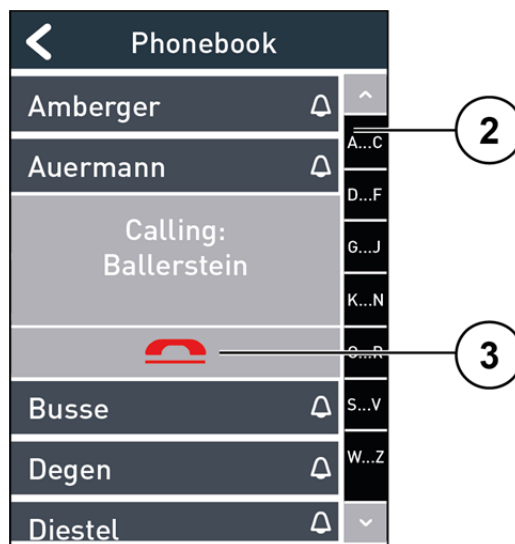 Phonebook
Amberger
Auermann
Calling:
Ballerstein
Busse
Degen
Diestel
A...C
D...F
G...J
K...N
O...R
S...V
W...Z
2
3